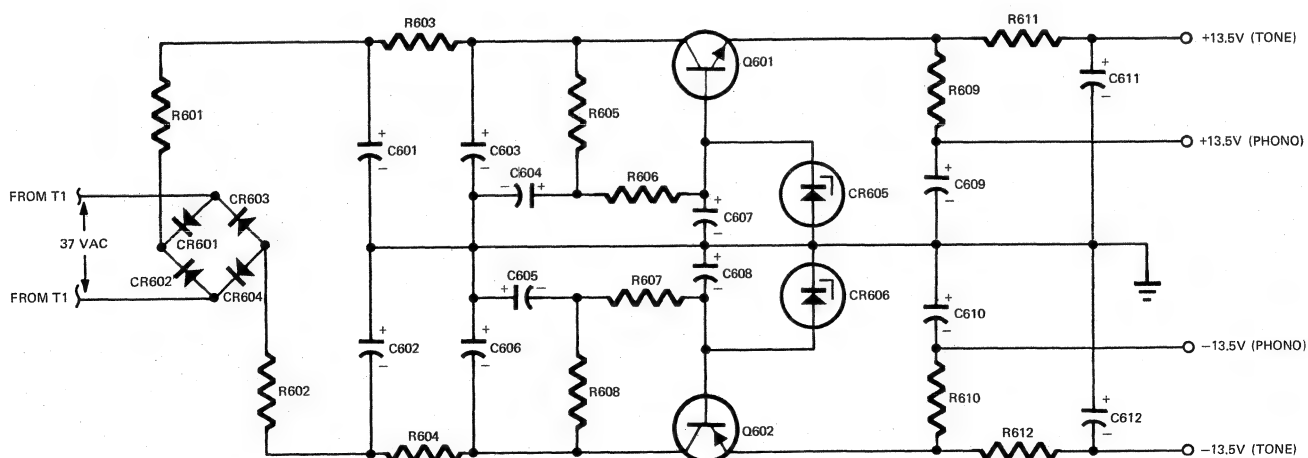 R603
R611
+13.5V (TONE)
Q601
C611
R601
R609
R605
+13.5V (PHONO)
C601
C603
C604
FROM T1
CR603
R606
CR605
C609
C607
37 VAC
CR601
CR602
C605
R607
C608
FROM T1
CR604
CR606
C610
C602
C606
-13.5V (PHONO)
R602
R608
R610
C612
Q602
R604
R612
-13.5V (TONE)